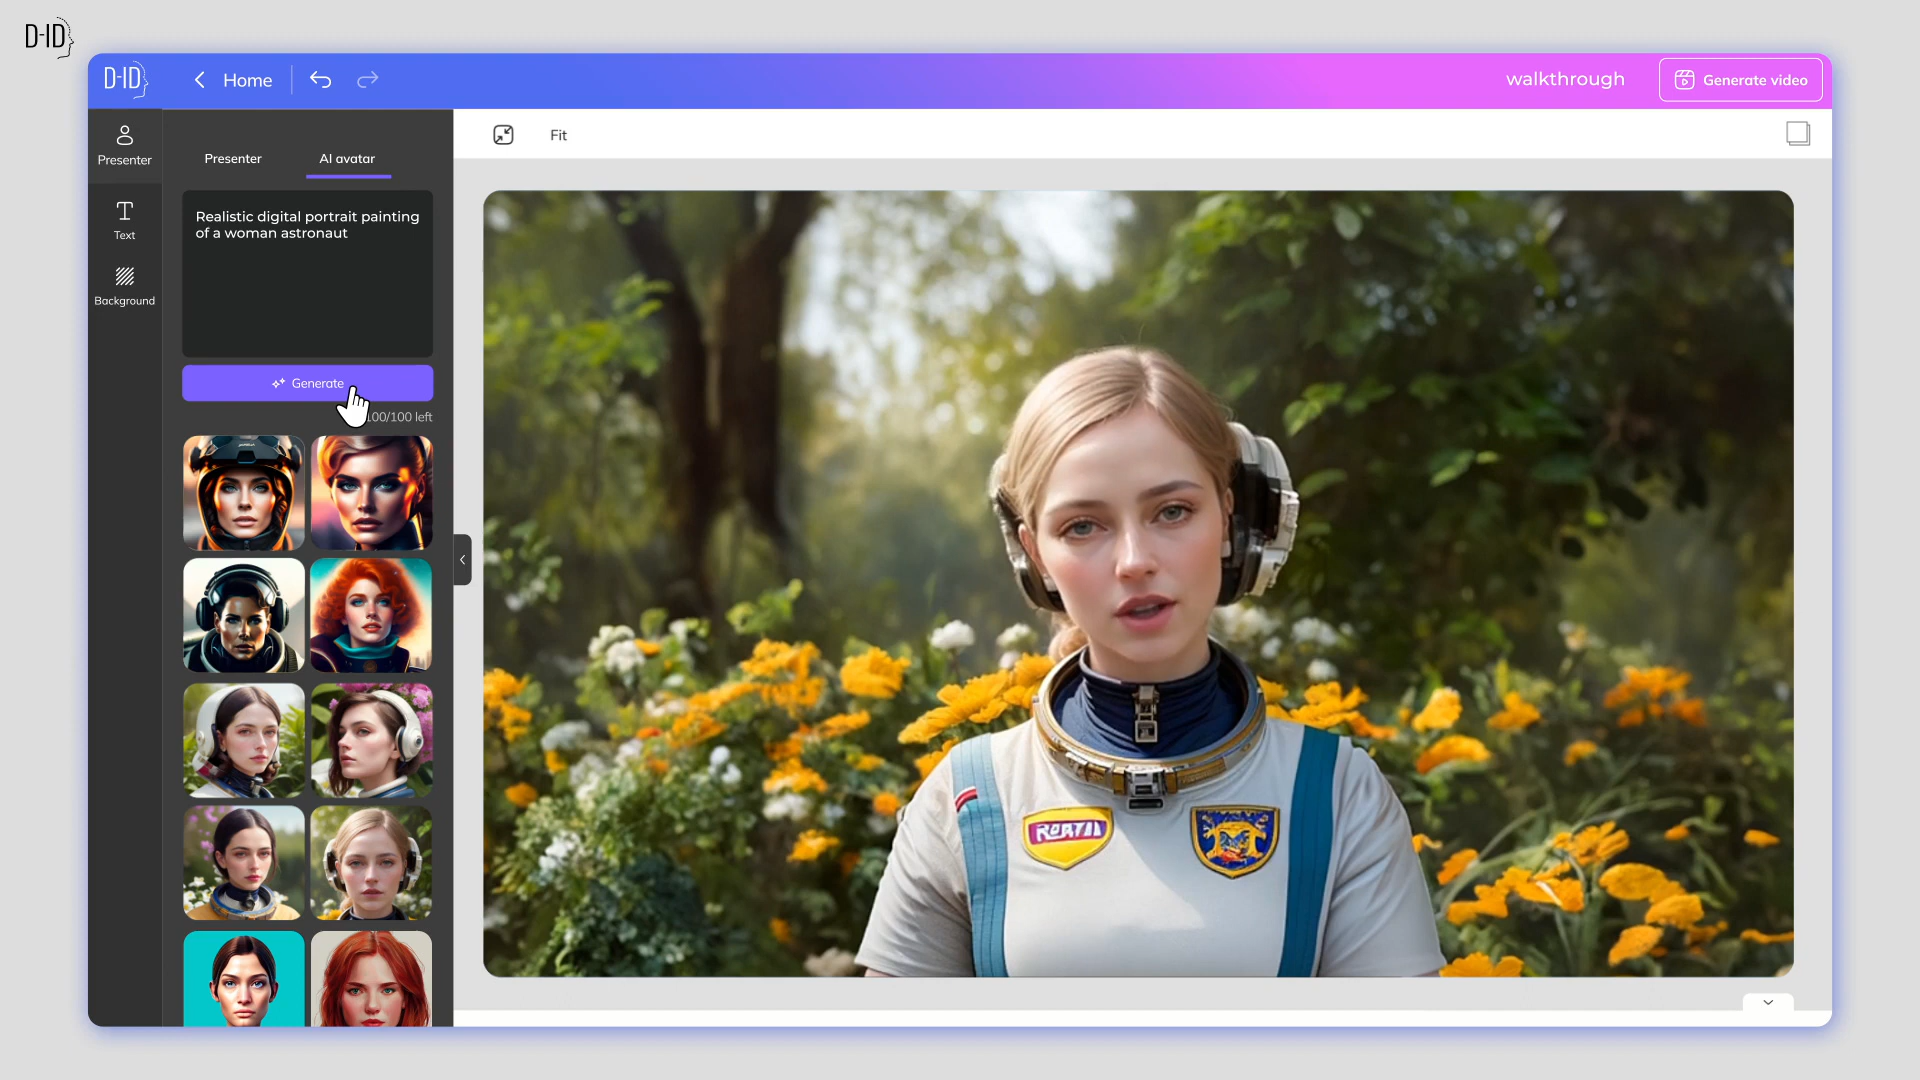 D-ID
D-ID
Home
walkthrough
Generate video
Presenter
Text
Background
Presenter
AI avatar
Fit
Realistic digital portrait painting
of a woman astronaut
Generate
100/100 left